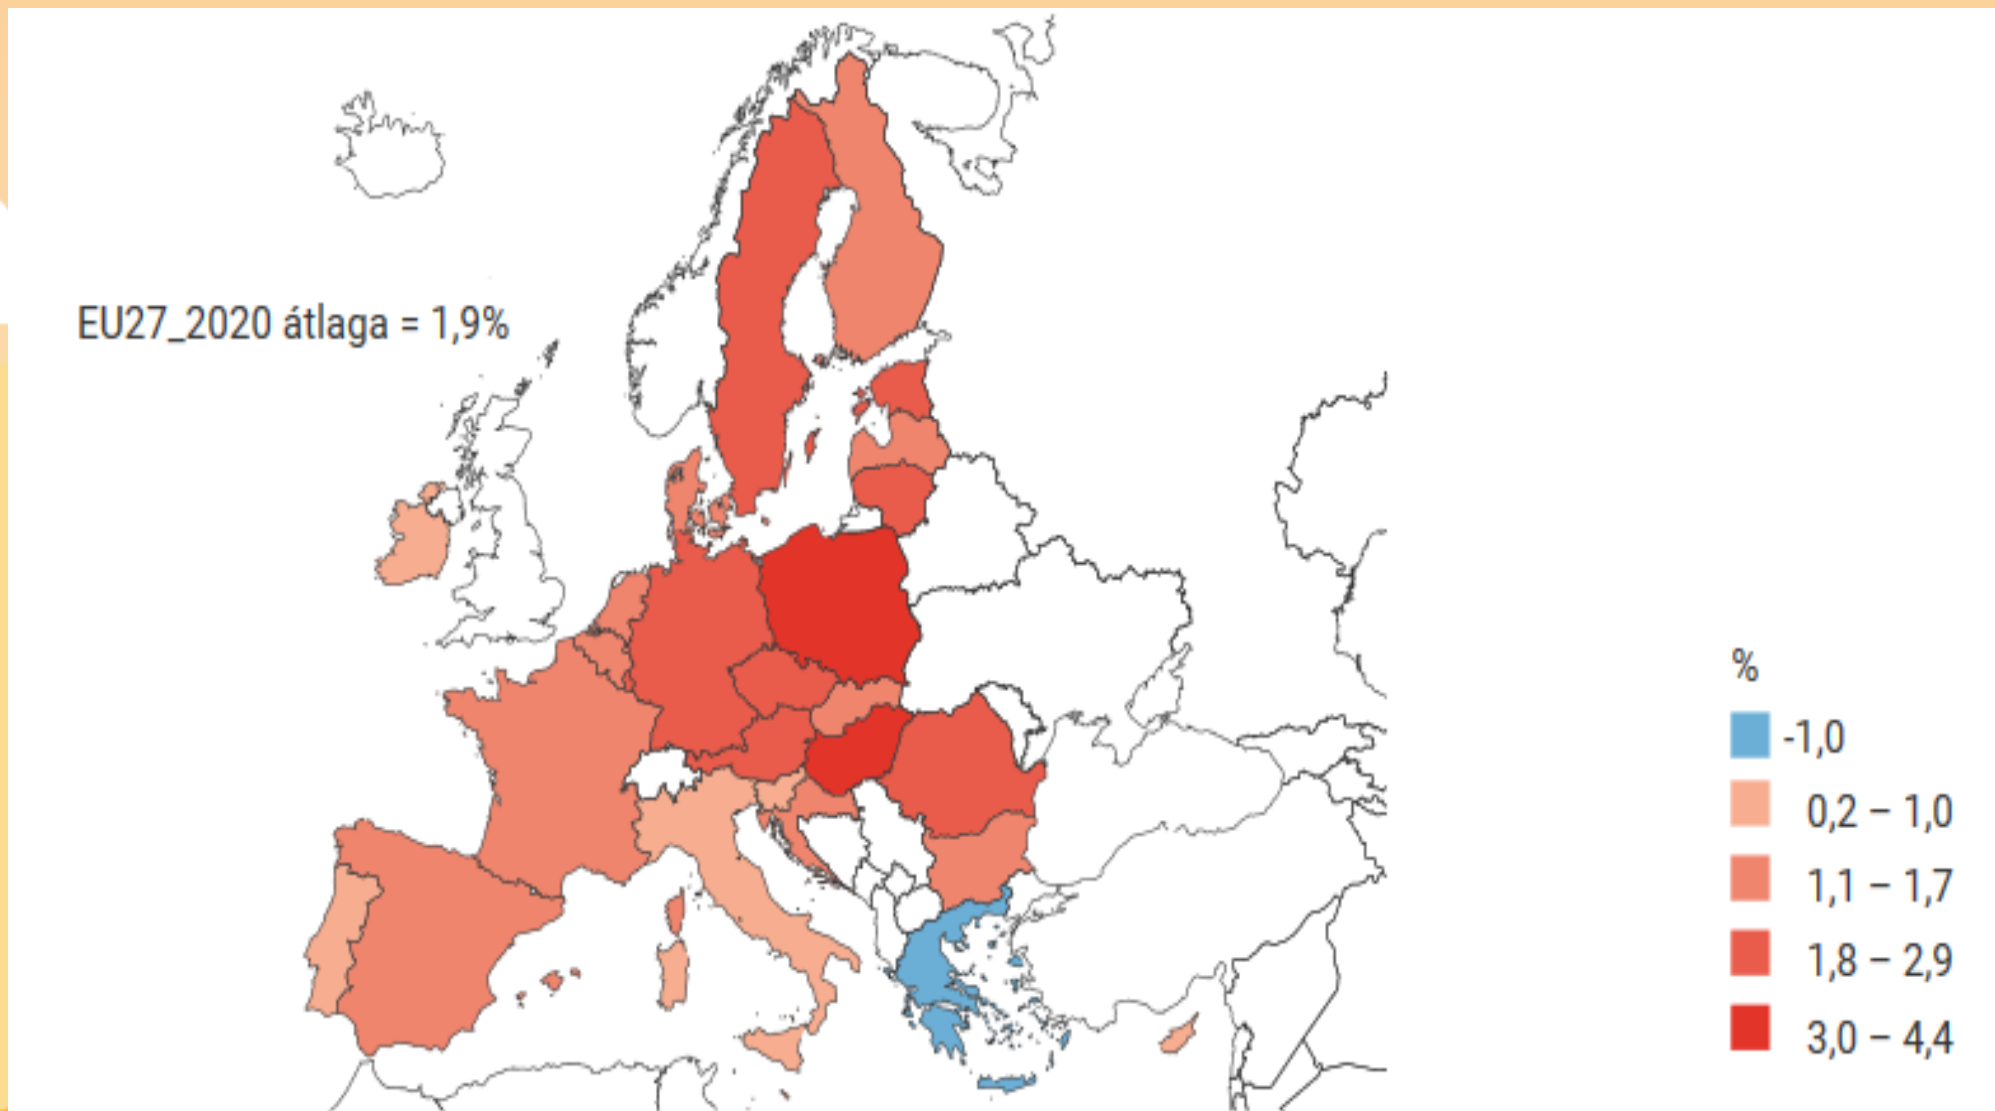 EU27_2020 átlaga = 1,9%
%
-1,0
0,2 – 1,0
1,1 – 1,7
1,8 – 2,9
3,0 – 4,4